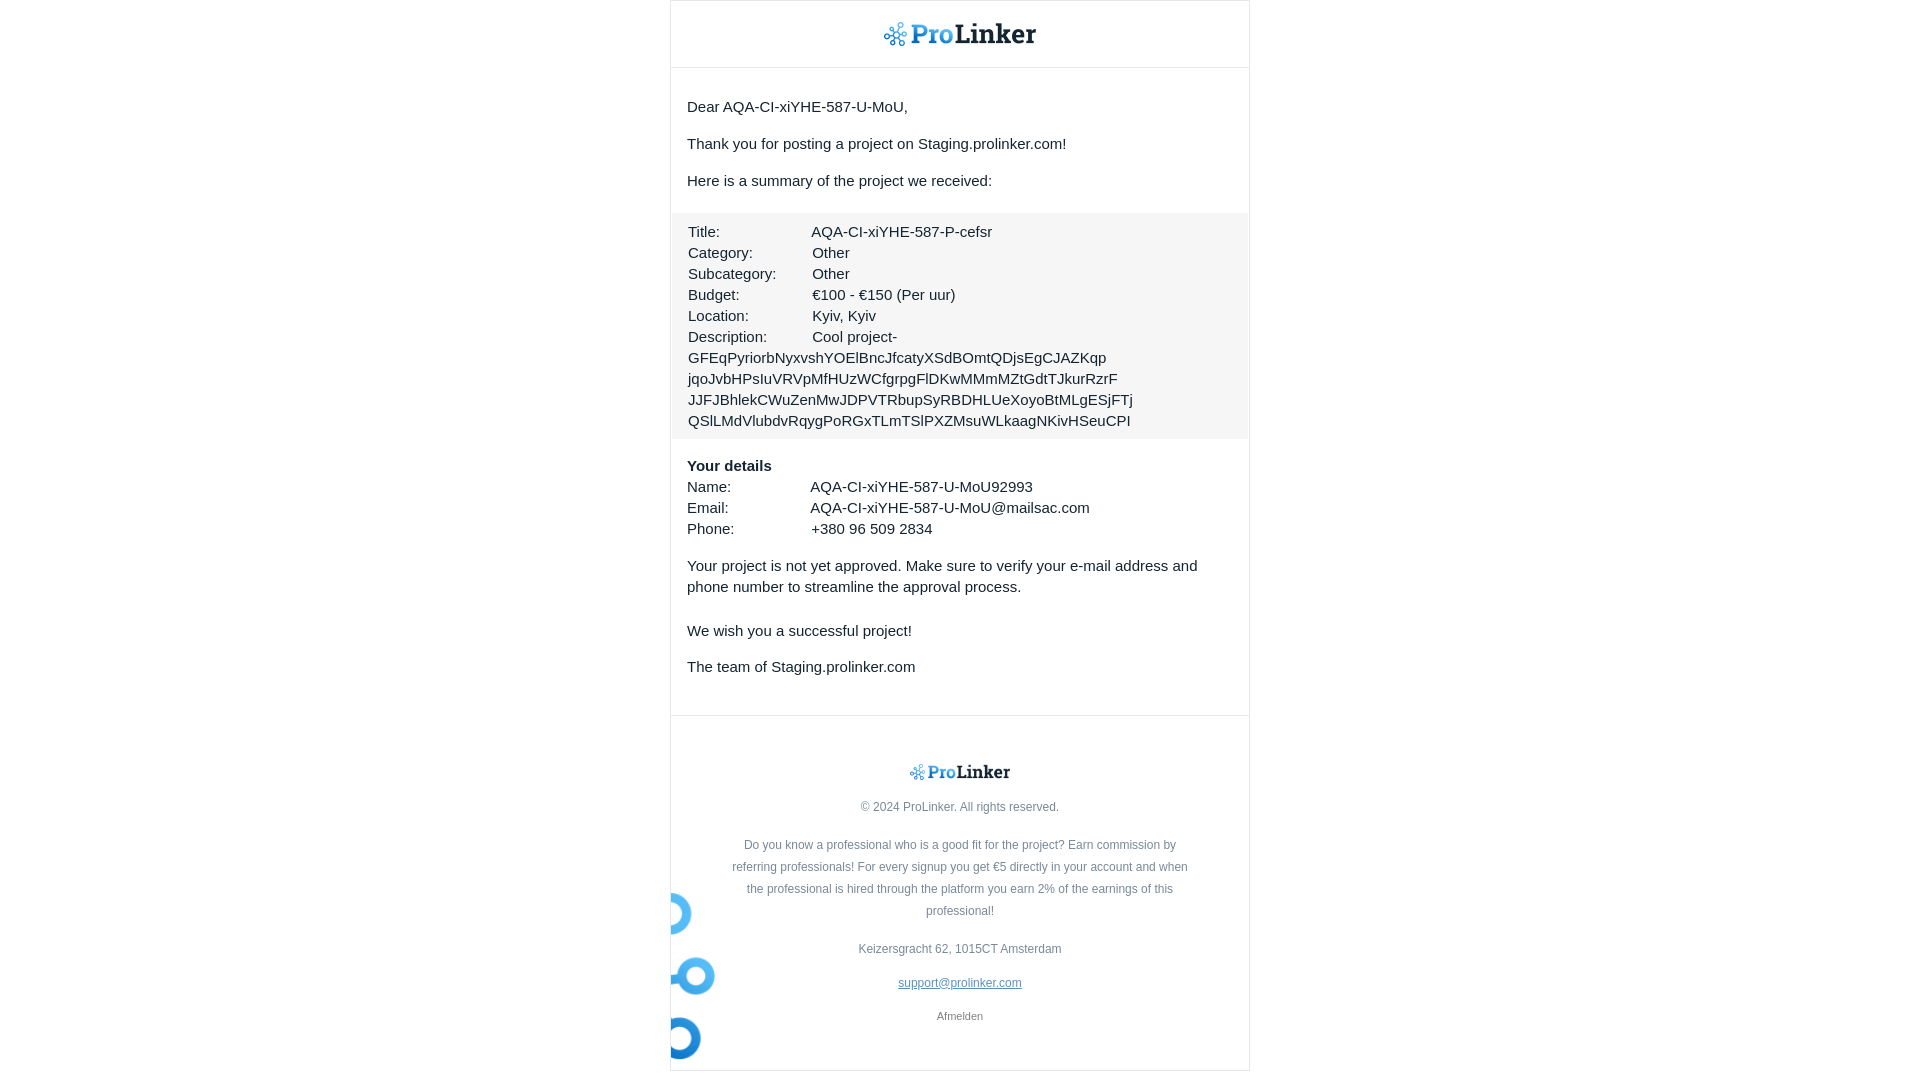 ProLinker
Dear AQA-CI-xiYHE-587-U-MoU,
Thank you for posting a project on Staging.prolinker.com!
Here is a summary of the project we received:
Title: AQA-CI-xiYHE-587-P-cefsr
Category: Other
Subcategory: Other
Budget: €100 - €150 (Per uur)
Location: Kyiv, Kyiv
Description: Cool project-
GFEqPyriorbNyxvshYOElBncJfcatyXSdBOmtQDjsEgCJAZKqp
jqoJvbHPsIuVRVpMfHUzWCfgrpgFlDKwMMmMZtGdtTJkurRzrF
JJFJBhlekCWuZenMwJDPVTRbupSyRBDHLUeXoyoBtMLgESjFTj
QSlLMdVlubdvRqygPoRGxTLmTSlPXZMsuWLkaagNKivHSeuCPI
Your details
Name: AQA-CI-xiYHE-587-U-MoU92993
Email: AQA-CI-xiYHE-587-U-MoU@mailsac.com
Phone: +380 96 509 2834
Your project is not yet approved. Make sure to verify your e-mail address and
phone number to streamline the approval process.
We wish you a successful project!
The team of Staging.prolinker.com
ProLinker
© 2024 ProLinker. All rights reserved.
Do you know a professional who is a good fit for the project? Earn commission by
referring professionals! For every signup you get €5 directly in your account and when
the professional is hired through the platform you earn 2% of the earnings of this
professional!
Keizersgracht 62, 1015CT Amsterdam
support@prolinker.com
Afmelden